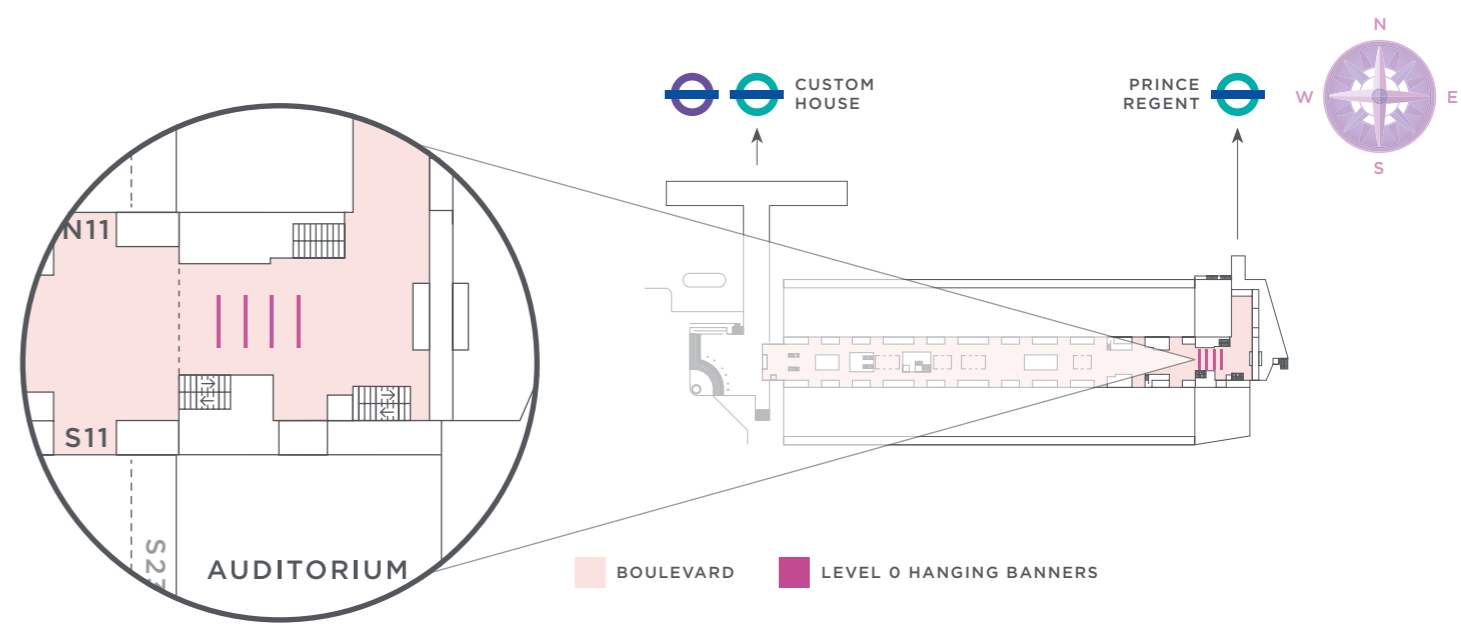 N
CUSTOM
HOUSE
PRINCE
REGENT
W
E
S
N11
S11
AUDITORIUM
BOULEVARD
LEVEL 0 HANGING BANNERS